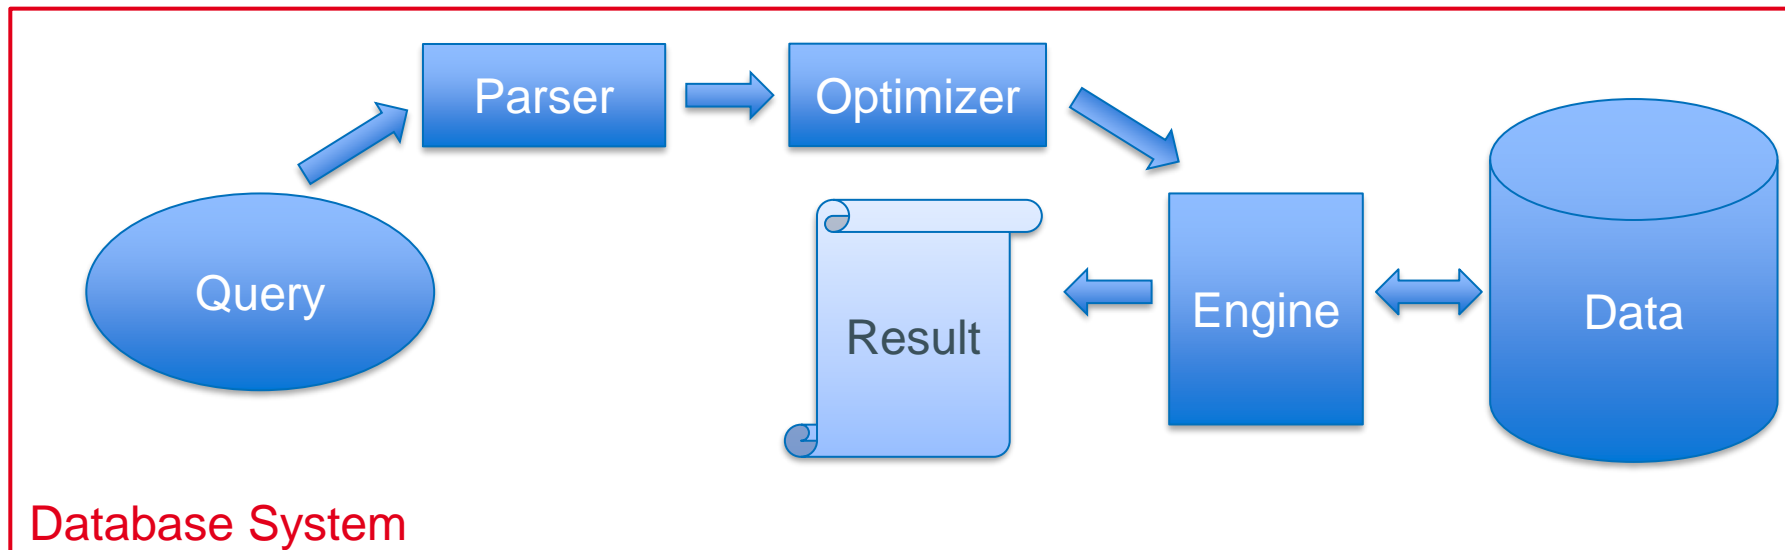 Parser
Optimizer
Query
Result
Engine
Data
Database System